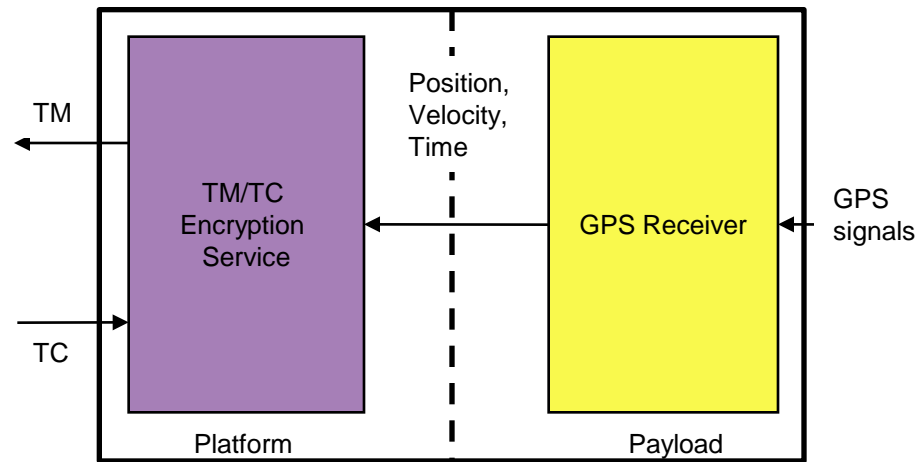 TM
TC
TM/TC
Encryption
Service
Platform
Position,
Velocity,
Time
GPS Receiver
Payload
GPS
signals